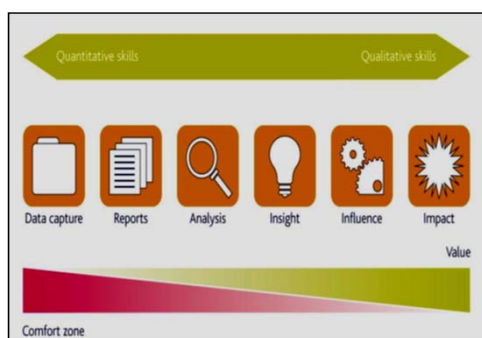 Quantitative skills Qualitative skills
Data capture Reports Analysis Insight Influence Impact
Value
Comfort zone